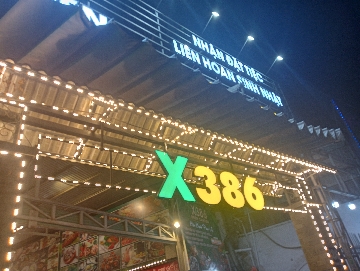 NHẬN ĐẶT TIỆC
LIÊN HOAN SINH NHẬT
X386